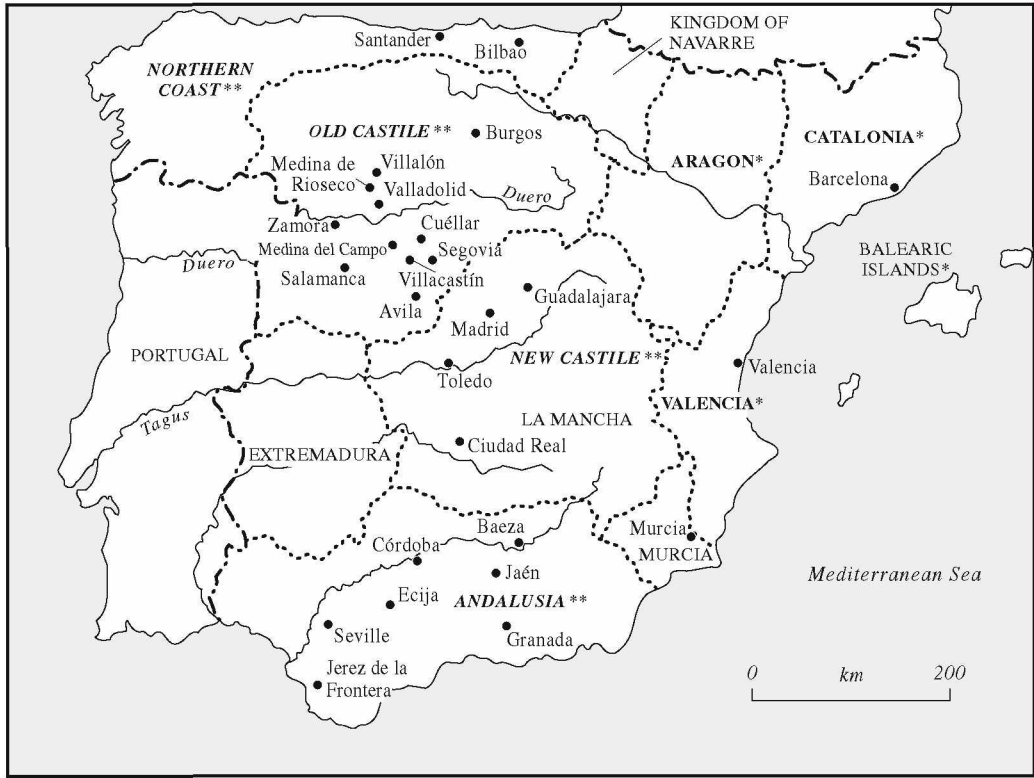 KINGDOM OF
NAVARRE
Santander
Bilbao
NORTHERN
COAST**
OLD CASTILE**
Burgos
CATALONIA*
ARAGON*
Medina de
Rioseco
Villalón
Valladolid
Barcelona
Duero
Zamora
Cuéllar
Medina del Campo
Segovia
Duero
Salamanca
Villacastín
BALEARIC
ISLANDS*
Avila
Guadalajara
Madrid
PORTUGAL
NEW CASTILE**
Toledo
Valencia
VALENCIA*
Tagus
LA MANCHA
EXTREMADURA
Ciudad Real
Baeza
Murcia
MURCIA
Córdoba
Jaén
Mediterranean Sea
Ecija
ANDALUSIA**
Seville
Granada
Jerez de la
Frontera
0 km 200